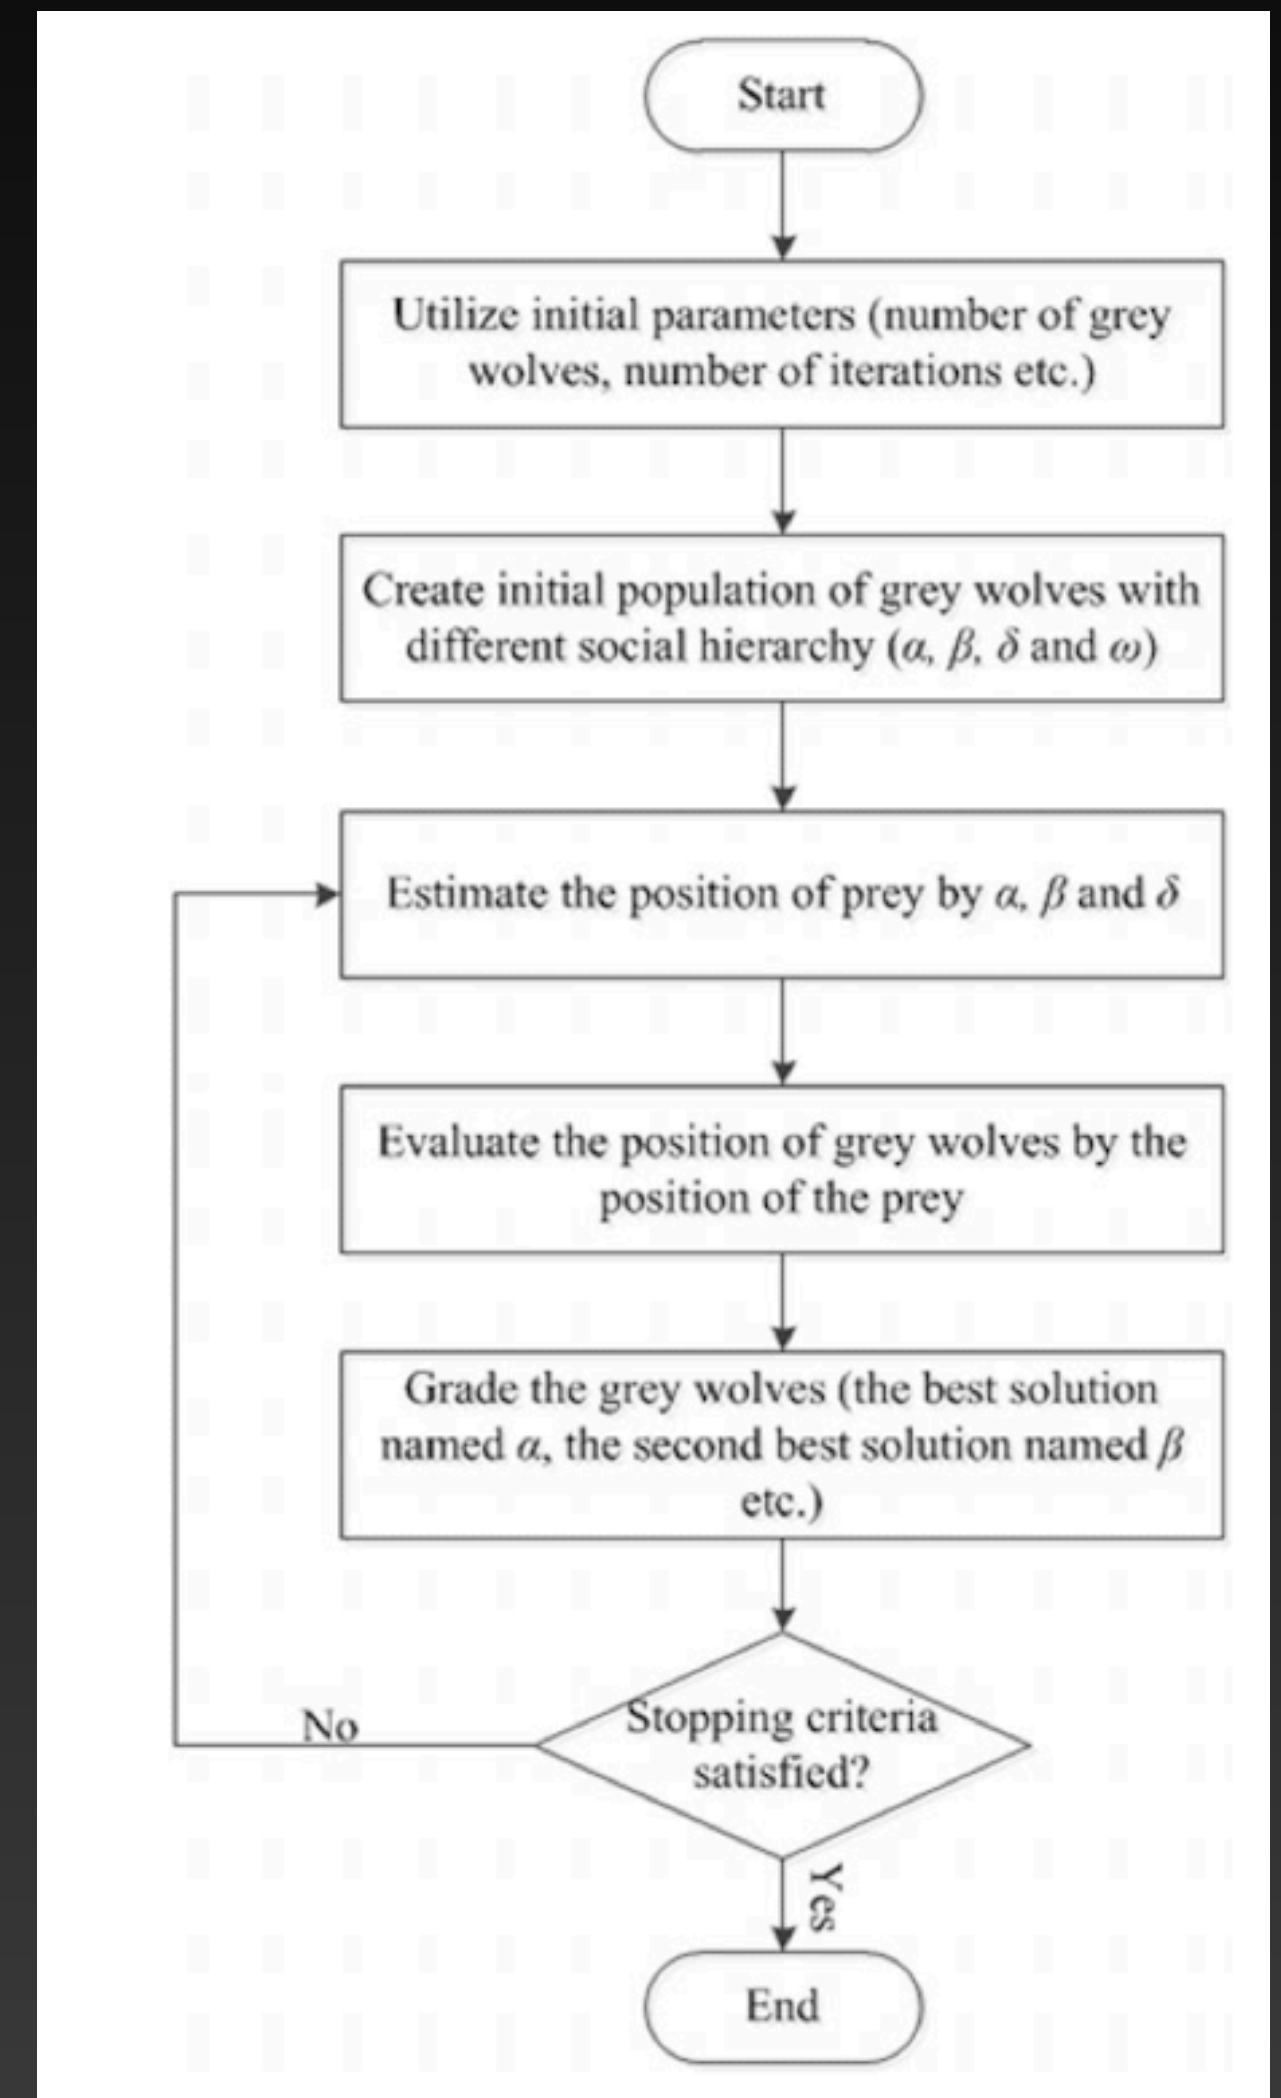 Start
Utilize initial parameters (number of grey
wolves, number of iterations etc.)
Create initial population of grey wolves with
different social hierarchy (α, β, δ and ω)
Estimate the position of prey by α, β and δ
Evaluate the position of grey wolves by the
position of the prey
Grade the grey wolves (the best solution
named α, the second best solution named β
etc.)
Stopping criteria
satisfied?
No
Yes
End